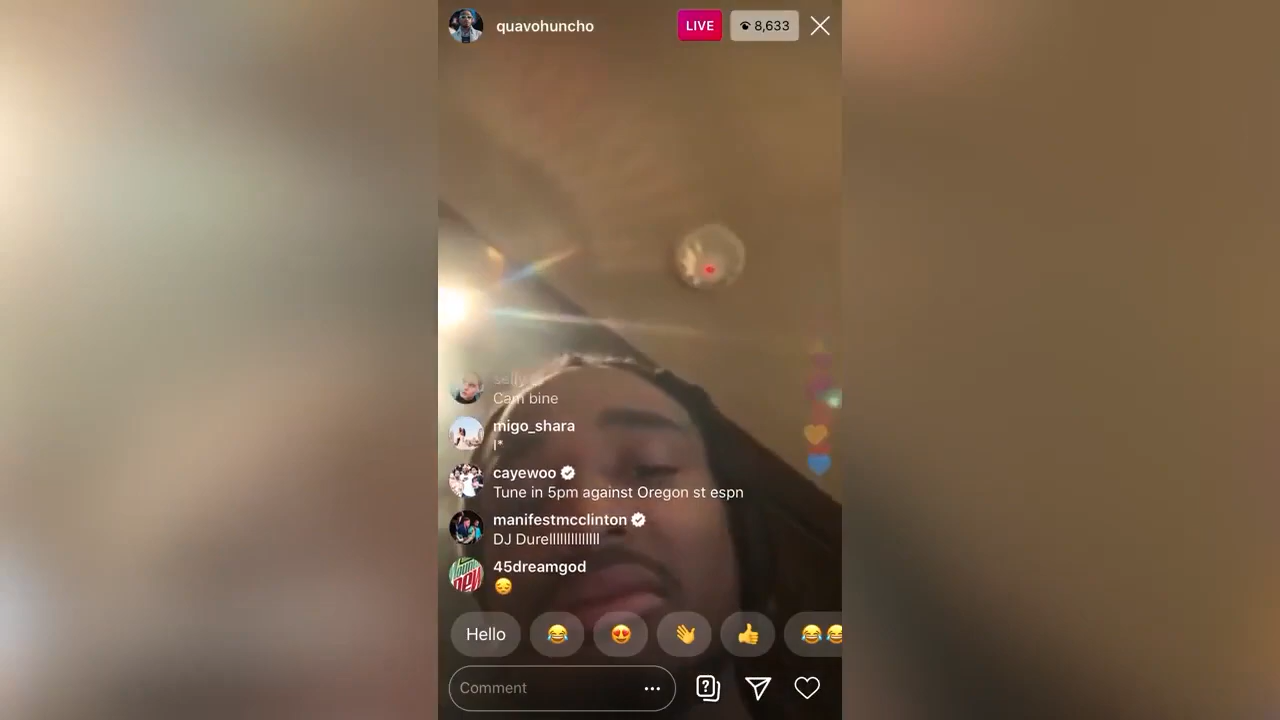 quavohuncho
LIVE
8,633
Cam bine
migo_shara
I*
cayewoo
Tune in 5pm against Oregon st espn
manifestmcclinton
DJ Durellllllllllllll
45dreamgod
Hello
Comment